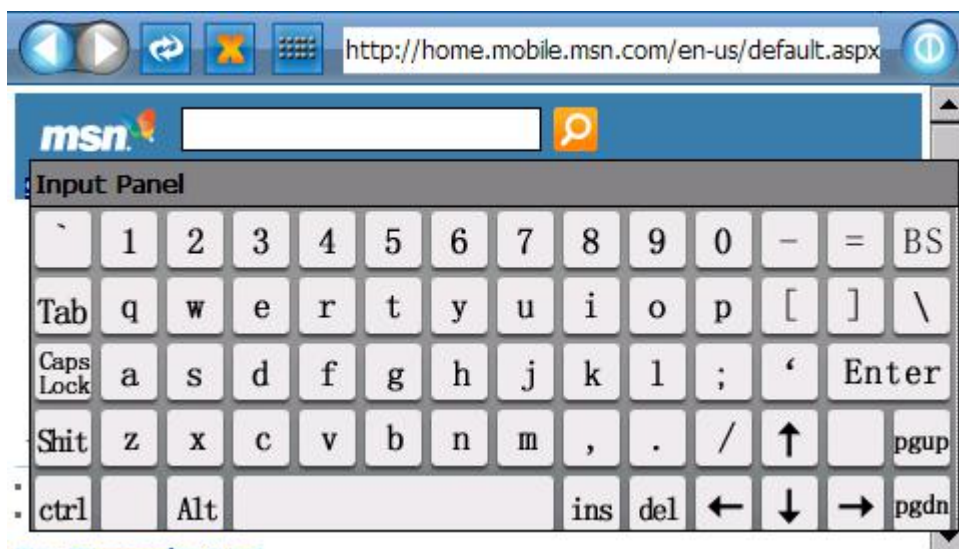 http://home.mobile.msn.com/en-us/default.aspx
msn
Input Panel
` 1 2 3 4 5 6 7 8 9 0 - = BS
Tab q w e r t y u i o p [ ] \
Caps Lock a s d f g h j k l ; ‘ Enter
Shit z x c v b n m , . / ↑ pgup
ctrl Alt ins del ← ↓ → pgdn